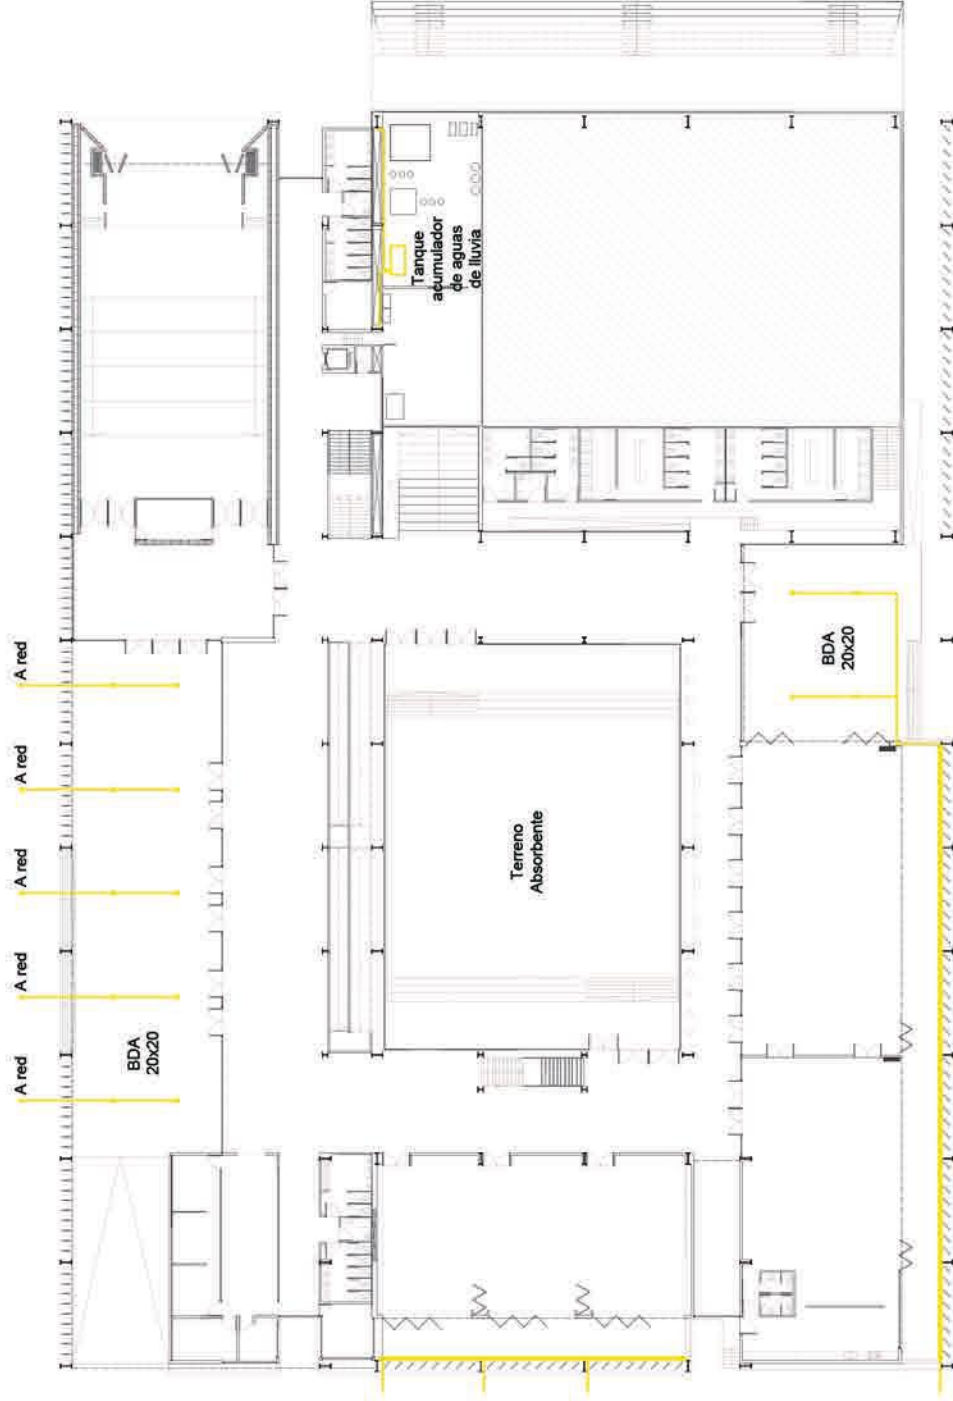 Tanque
acumulador
de aguas
de lluvia
A red
A red
A red
A red
A red
BDA
20x20
Terreno
Absorbente
BDA
20x20